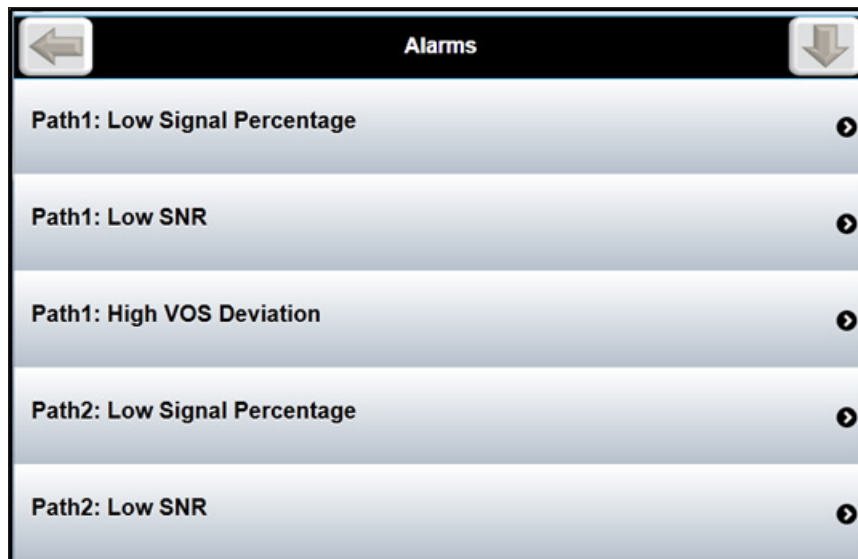 Alarms
Path1: Low Signal Percentage
Path1: Low SNR
Path1: High VOS Deviation
Path2: Low Signal Percentage
Path2: Low SNR